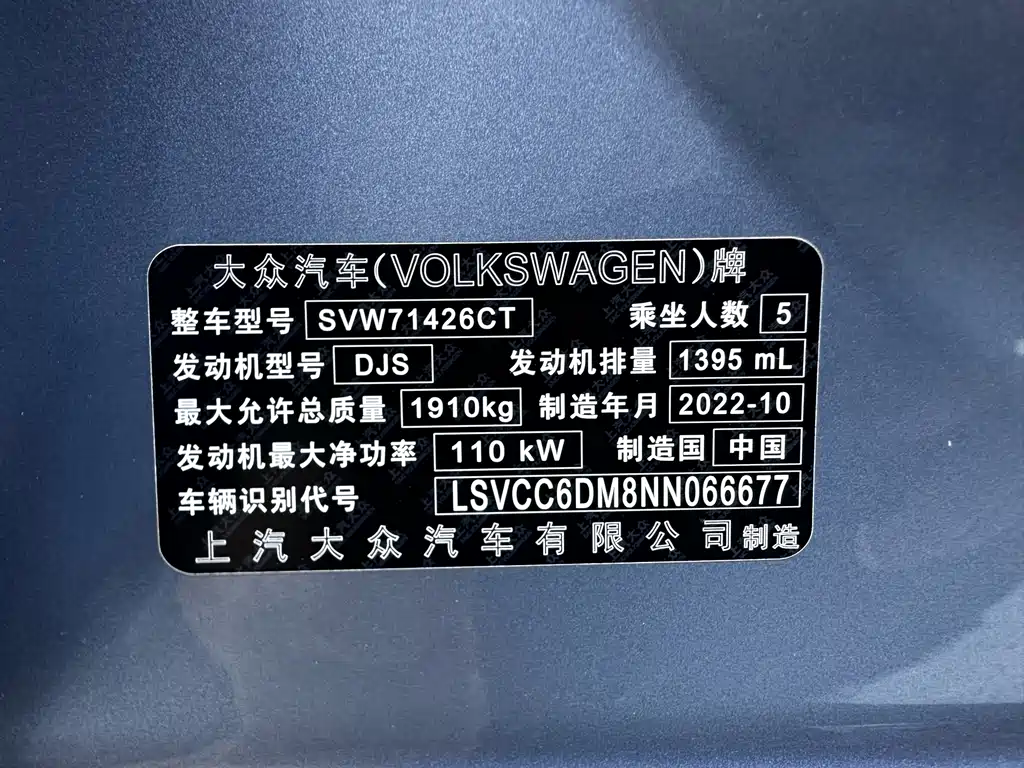 大众汽车(VOLKSWAGEN)牌
整车型号 SVW71426CT 乘坐人数 5
发动机型号 DJS 发动机排量 1395 mL
最大允许总质量 1910kg 制造年月 2022-10
发动机最大净功率 110 kW 制造国 中国
车辆识别代号 LSVCC6DM8NN066677
上汽大众汽车有限公司制造